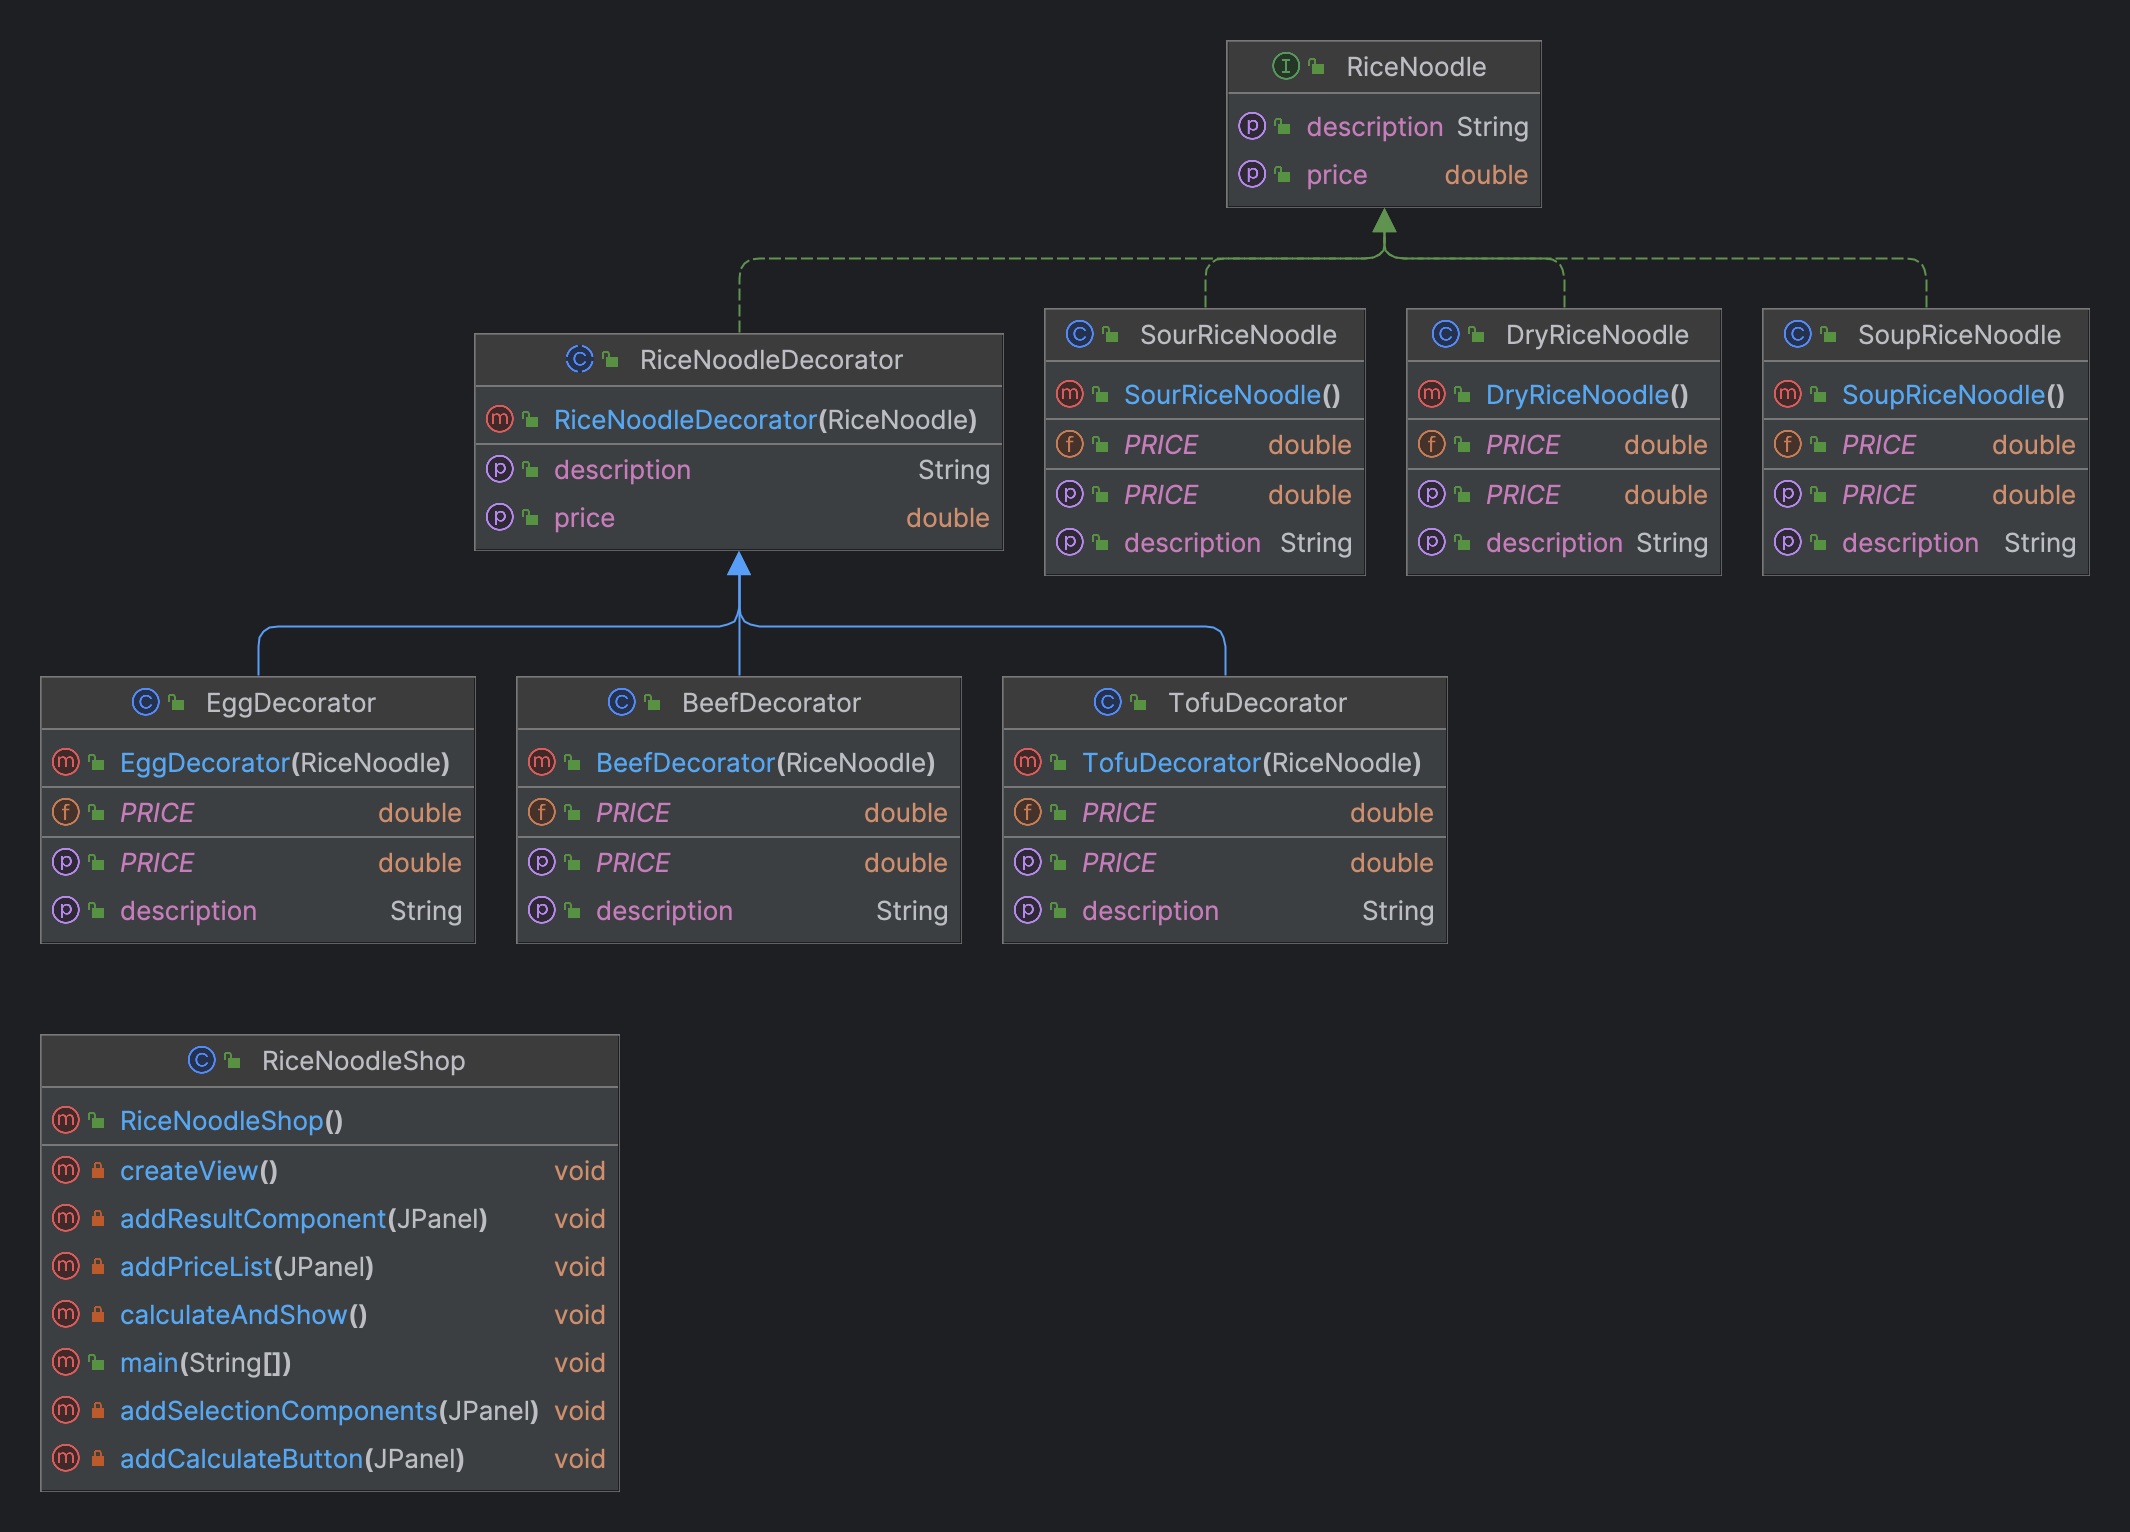 RiceNoodle
description String
price double
RiceNoodleDecorator
RiceNoodleDecorator(RiceNoodle)
description String
price double
SourRiceNoodle
SourRiceNoodle()
PRICE double
PRICE double
description String
DryRiceNoodle
DryRiceNoodle()
PRICE double
PRICE double
description String
SoupRiceNoodle
SoupRiceNoodle()
PRICE double
PRICE double
description String
EggDecorator
EggDecorator(RiceNoodle)
PRICE double
PRICE double
description String
BeefDecorator
BeefDecorator(RiceNoodle)
PRICE double
PRICE double
description String
TofuDecorator
TofuDecorator(RiceNoodle)
PRICE double
PRICE double
description String
RiceNoodleShop
RiceNoodleShop()
createView() void
addResultComponent(JPanel) void
addPriceList(JPanel) void
calculateAndShow() void
main(String[]) void
addSelectionComponents(JPanel) void
addCalculateButton(JPanel) void